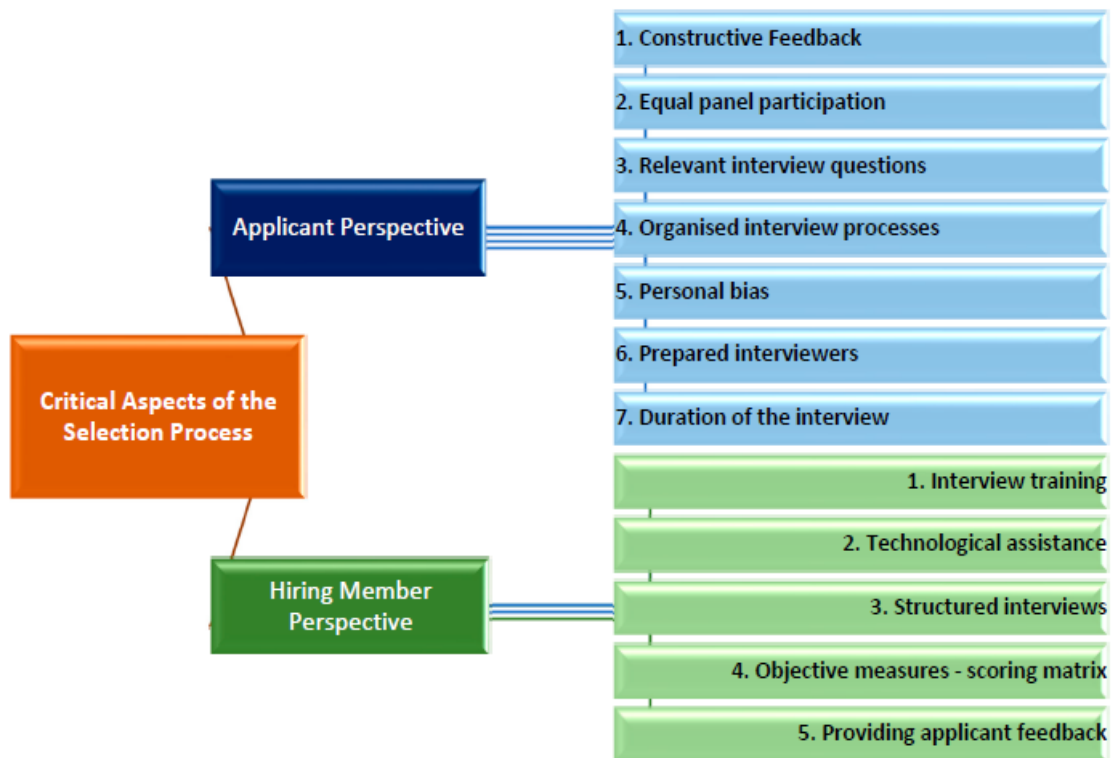 Critical Aspects of the
Selection Process
Applicant Perspective
1. Constructive Feedback
2. Equal panel participation
3. Relevant interview questions
4. Organised interview processes
5. Personal bias
6. Prepared interviewers
7. Duration of the interview
Hiring Member
Perspective
1. Interview training
2. Technological assistance
3. Structured interviews
4. Objective measures - scoring matrix
5. Providing applicant feedback